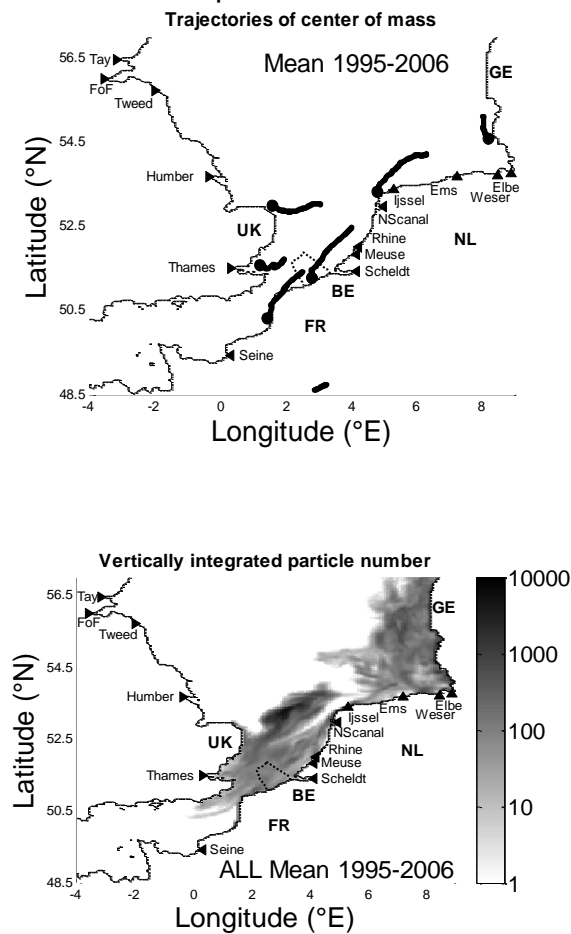 Trajectories of center of mass
Mean 1995-2006
56.5
Tay
FoF
Tweed
GE
54.5
Humber
Ijssel
Ems
Weser
Elbe
NScanal
52.5
UK
Rhine
NL
Meuse
Thames
Scheldt
BE
50.5
FR
Seine
48.5
-4 -2 0 2 4 6 8
Latitude (°N)
Longitude (°E)
Vertically integrated particle number
10000
1000
100
10
1
56.5
Tay
FoF
Tweed
GE
54.5
Humber
Ijssel
Ems
Weser
Elbe
NScanal
52.5
UK
Rhine
NL
Meuse
Thames
Scheldt
BE
50.5
FR
Seine
ALL Mean 1995-2006
48.5
-4 -2 0 2 4 6 8
Latitude (°N)
Longitude (°E)